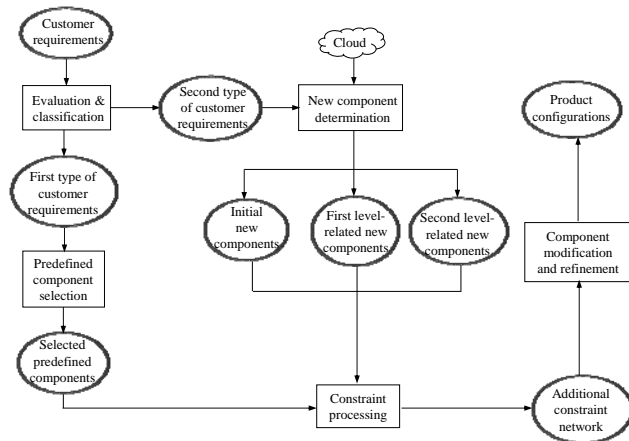 Customer
requirements
Cloud
Evaluation &
classification
Second type
of customer
requirements
New component
determination
Product
configurations
First type of
customer
requirements
Initial
new
components
First
level-related new
components
Second level-
related new
components
Predefined
component
selection
Component
modification
and refinement
Selected
predefined
components
Constraint
processing
Additional
constraint
network